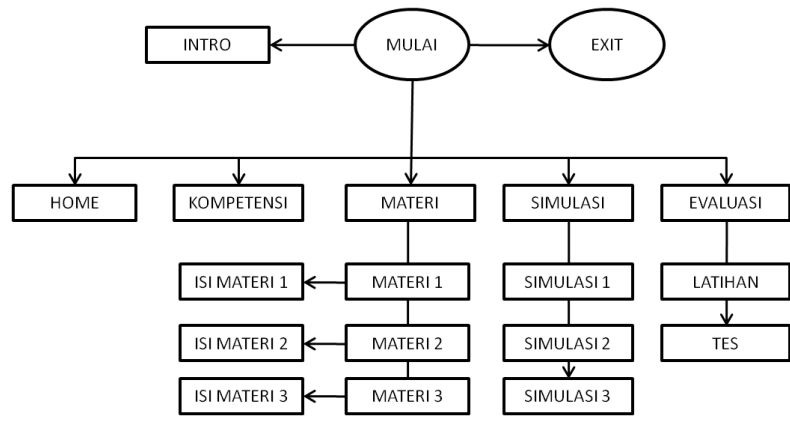 INTRO
MULAI
EXIT
HOME
KOMPETENSI
MATERI
SIMULASI
EVALUASI
ISI MATERI 1
MATERI 1
SIMULASI 1
LATIHAN
ISI MATERI 2
MATERI 2
SIMULASI 2
TES
ISI MATERI 3
MATERI 3
SIMULASI 3